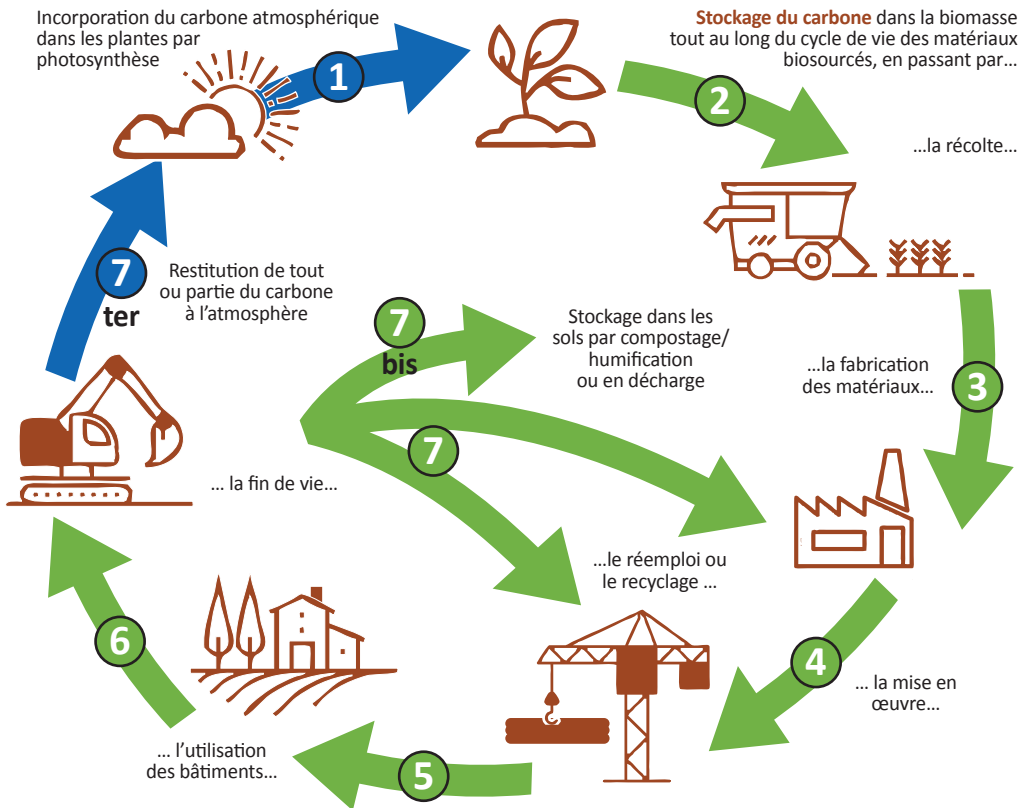 Incorporation du carbone atmosphérique
dans les plantes par
photosynthèse
1
Stockage du carbone dans la biomasse
tout au long du cycle de vie des matériaux
biosourcés, en passant par...
2
...la récolte...
7
ter
Restitution de tout
ou partie du carbone
à l'atmosphère
7
bis
Stockage dans les
sols par compostage/
humification
ou en décharge
...la fabrication
des matériaux...
3
7
... la fin de vie...
...le réemploi ou
le recyclage ...
6
4
... la mise en
œuvre...
... l'utilisation
des bâtiments...
5